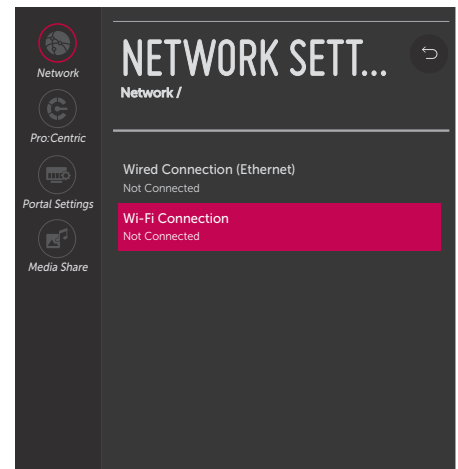 Network
Pro:Centric
Portal Settings
Media Share
NETWORK SETT...
Network /
Wired Connection (Ethernet)
Not Connected
Wi-Fi Connection
Not Connected